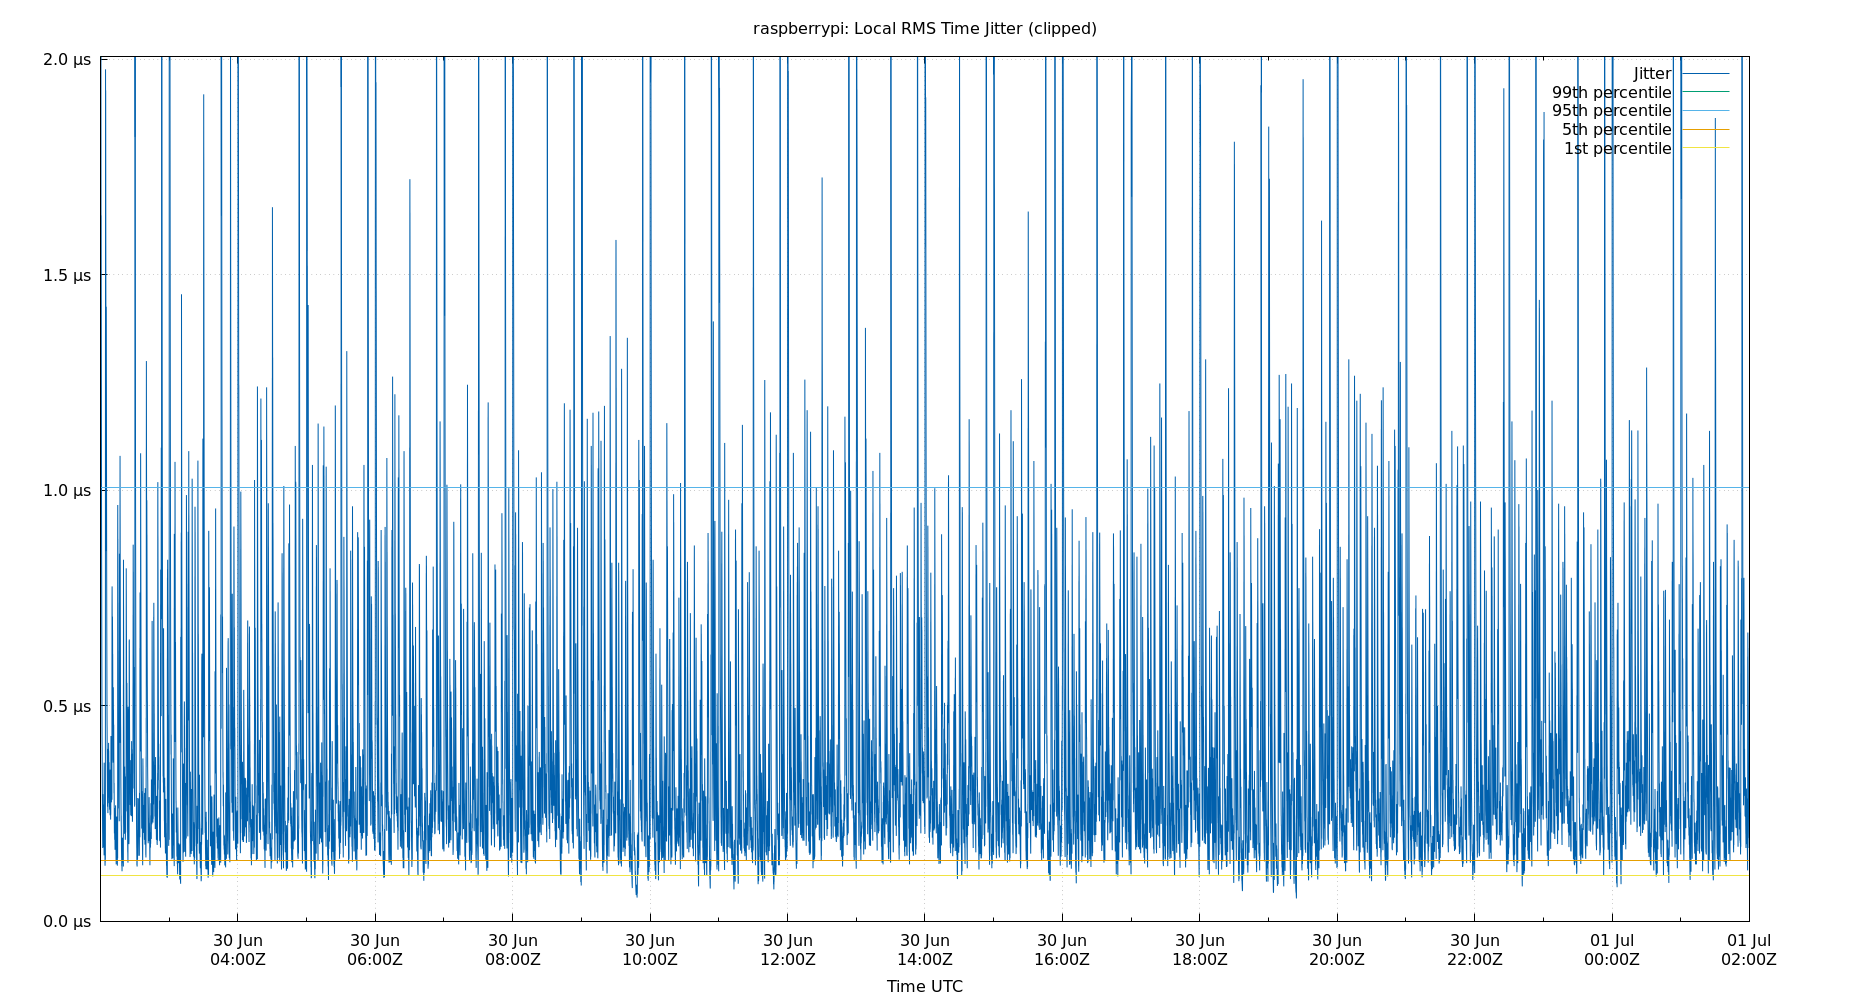 raspberrypi: Local RMS Time Jitter (clipped)
2.0 µs
1.5 µs
1.0 µs
0.5 µs
0.0 µs
Jitter
99th percentile
95th percentile
5th percentile
1st percentile
30 Jun 30 Jun 30 Jun 30 Jun 30 Jun 30 Jun 30 Jun 30 Jun 30 Jun 30 Jun 01 Jul 01 Jul
04:00Z 06:00Z 08:00Z 10:00Z 12:00Z 14:00Z 16:00Z 18:00Z 20:00Z 22:00Z 00:00Z 02:00Z
Time UTC